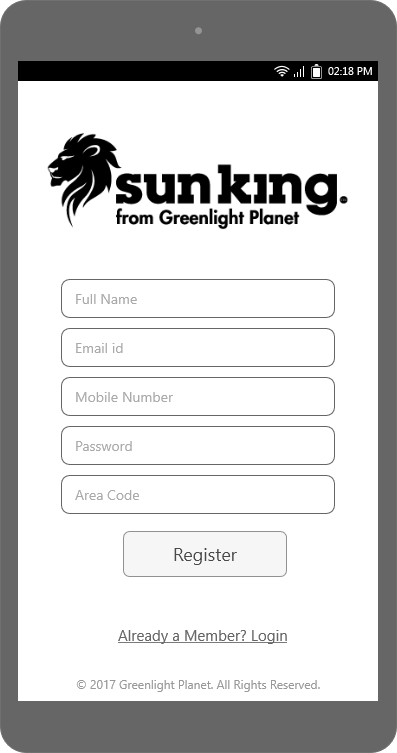 02:18 PM
sun king.
from Greenlight Planet
Full Name
Email id
Mobile Number
Password
Area Code
Register
Already a Member? Login
© 2017 Greenlight Planet. All Rights Reserved.